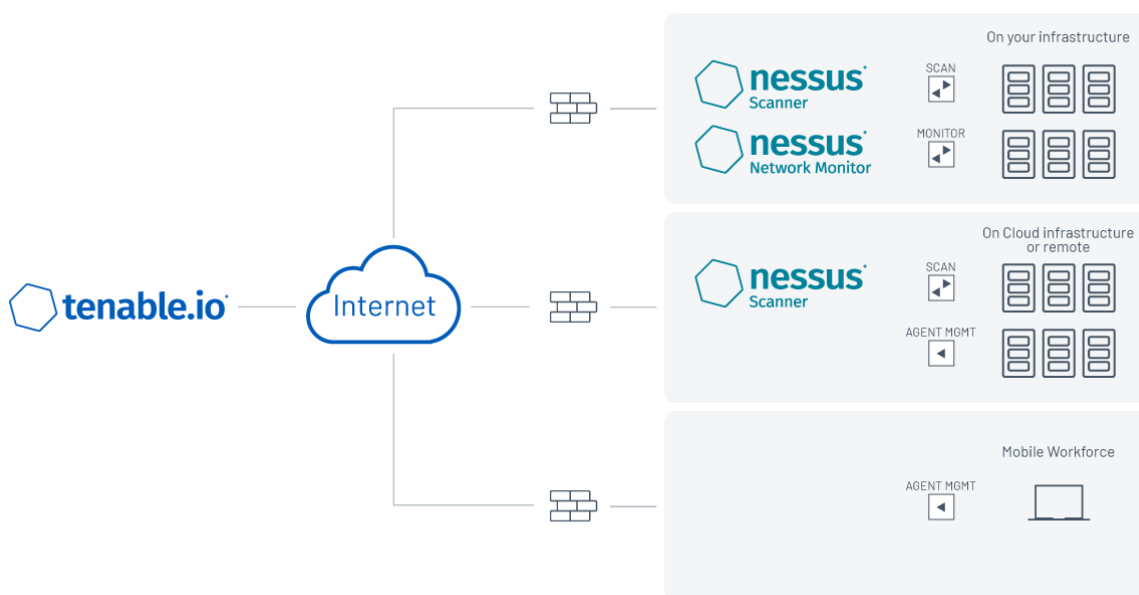 On your infrastructure
nessus
Scanner
SCAN
nessus
Network Monitor
MONITOR
On Cloud infrastructure
or remote
nessus
Scanner
SCAN
AGENT MGMT
tenable.io
Internet
Mobile Workforce
AGENT MGMT